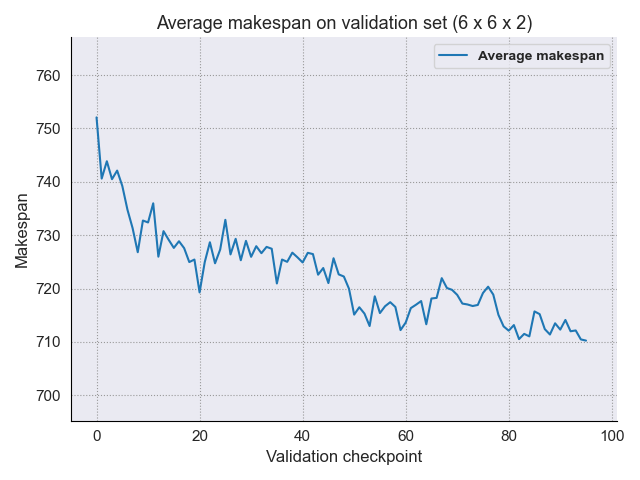 Average makespan on validation set (6 x 6 x 2)
Average makespan
760
750
740
730
720
710
700
Makespan
0 20 40 60 80 100
Validation checkpoint